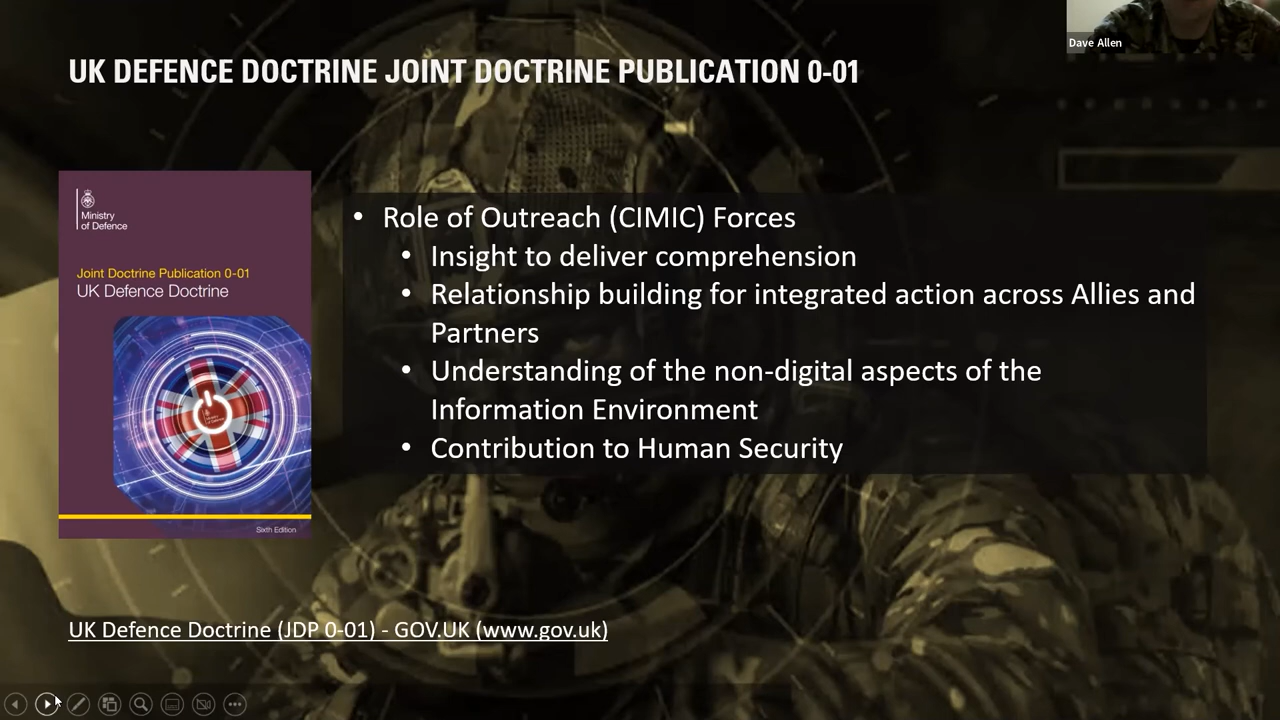 Dave Allen
UK DEFENCE DOCTRINE JOINT DOCTRINE PUBLICATION 0-01
Ministry
of Defence
Joint Doctrine Publication 0-01
UK Defence Doctrine
Sixth Edition
• Role of Outreach (CIMIC) Forces
• Insight to deliver comprehension
• Relationship building for integrated action across Allies and
Partners
• Understanding of the non-digital aspects of the
Information Environment
• Contribution to Human Security
UK Defence Doctrine (JDP 0-01) - GOV.UK (www.gov.uk)